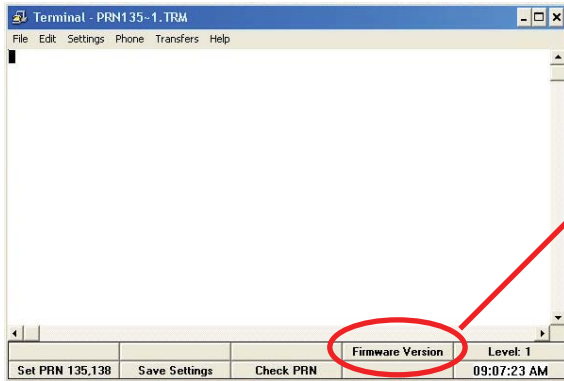 Terminal - PRN135~1.TRM
File Edit Settings Phone Transfers Help
Firmware Version Level: 1
Set PRN 135,138 Save Settings Check PRN 09:07:23 AM